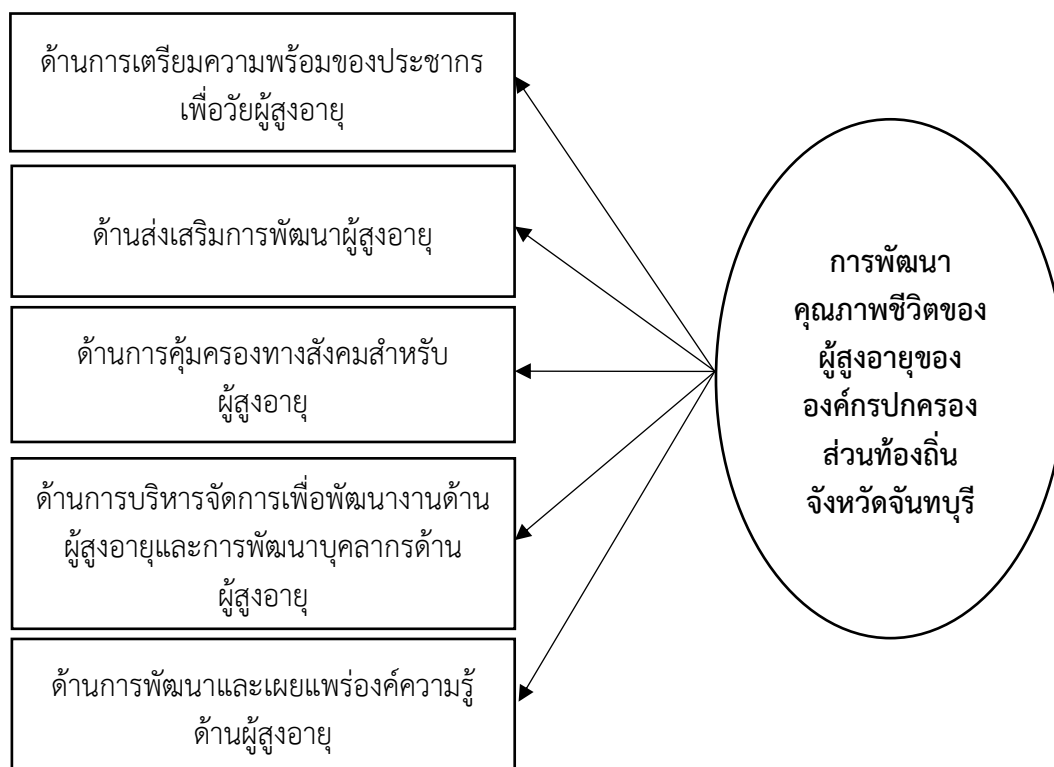 ด้านการเตรียมความพร้อมของประชากร
เพื่อวัยผู้สูงอายุ
ด้านส่งเสริมการพัฒนาผู้สูงอายุ
ด้านการคุ้มครองทางสังคมสำหรับ
ผู้สูงอายุ
ด้านการบริหารจัดการเพื่อพัฒนางานด้าน
ผู้สูงอายุและการพัฒนาบุคลากรด้าน
ผู้สูงอายุ
ด้านการพัฒนาและเผยแพร่องค์ความรู้
ด้านผู้สูงอายุ
การพัฒนา
คุณภาพชีวิตของ
ผู้สูงอายุของ
องค์กรปกครอง
ส่วนท้องถิ่น
จังหวัดจันทบุรี